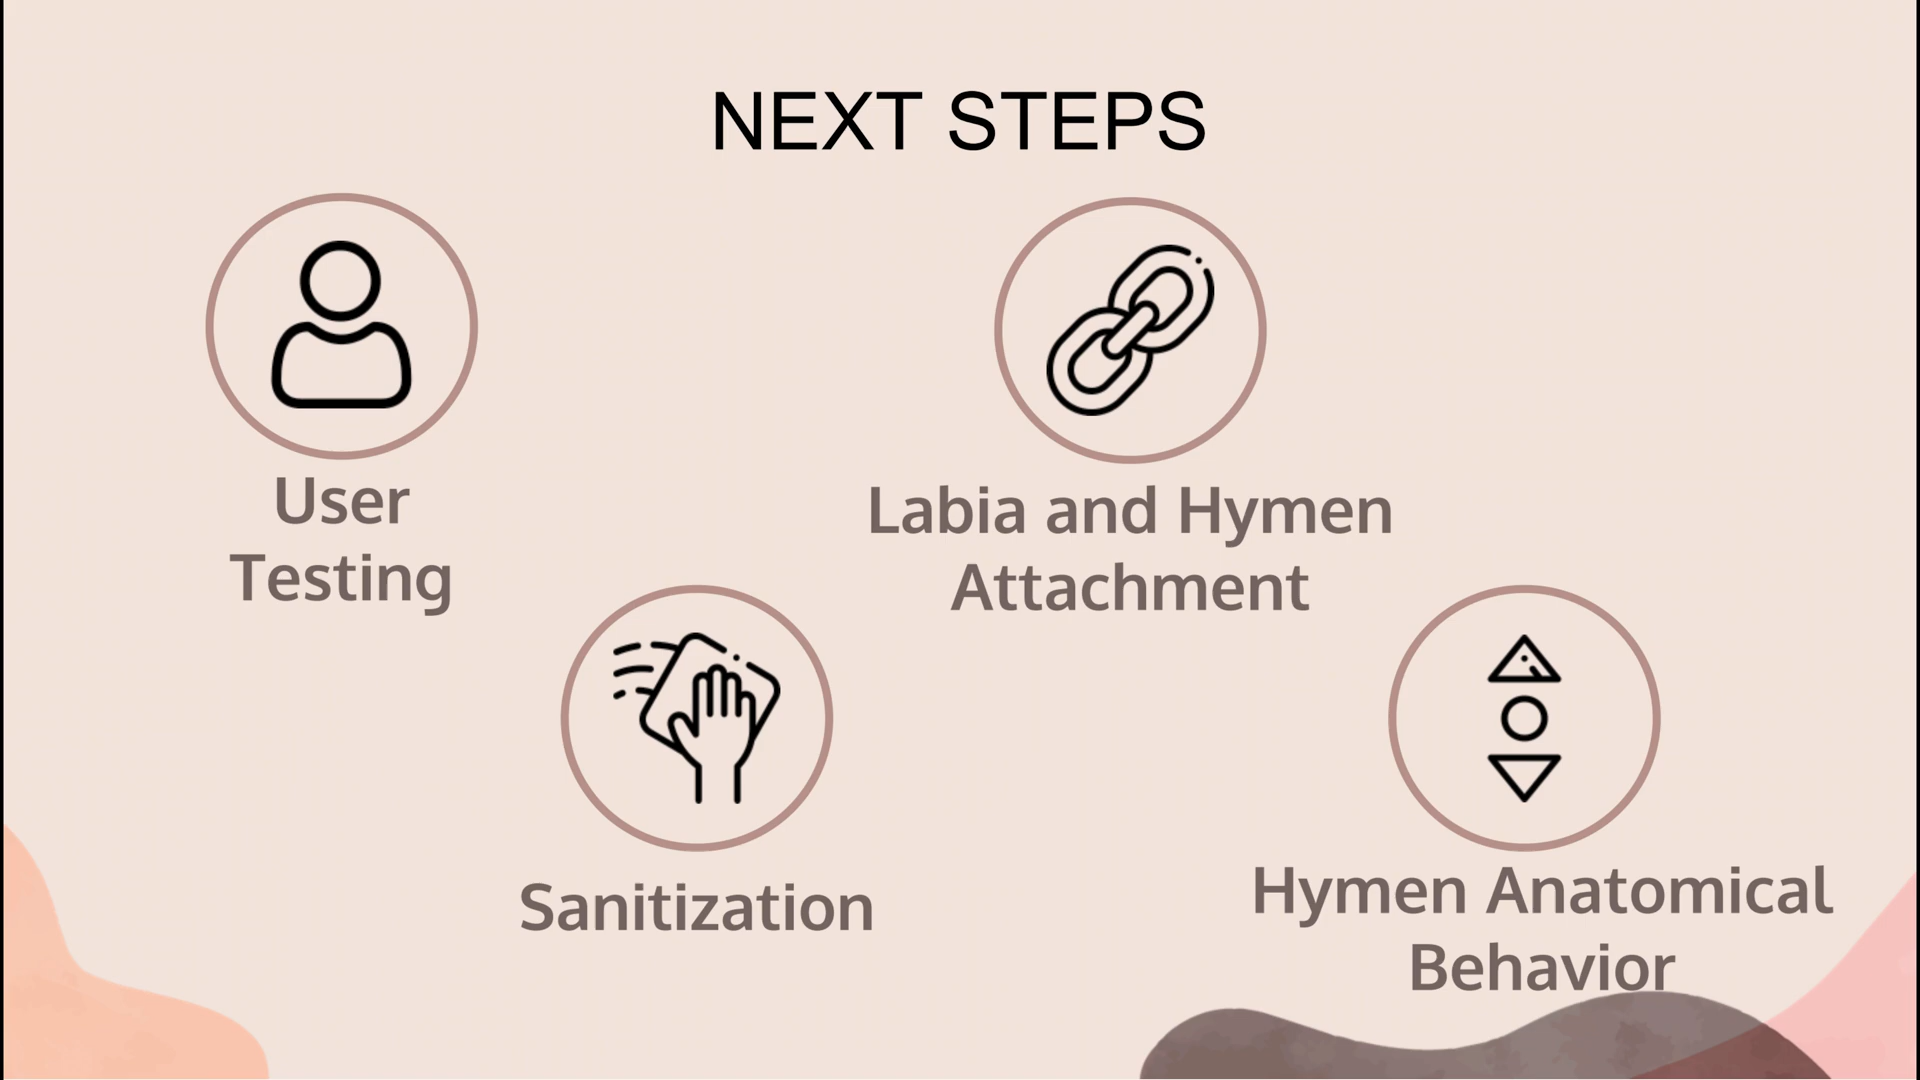 NEXT STEPS
User
Testing
Labia and Hymen
Attachment
Sanitization
Hymen Anatomical
Behavior